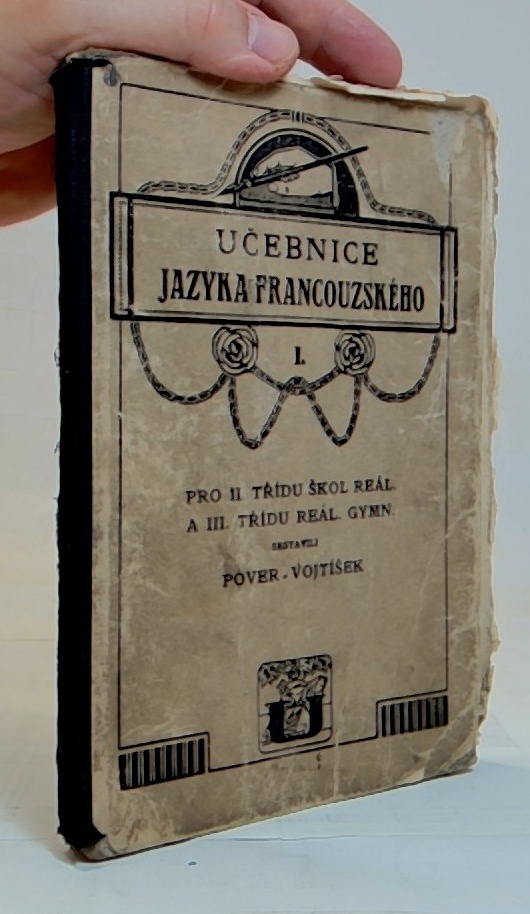 UČEBNICE
JAZYKA FRANCOUZSKÉHO
I.
PRO II. TŘÍDU ŠKOL REÁL.
A III. TŘÍDU REÁL. GYMN.
SESTAVILI
POVER - VOJTÍŠEK
U